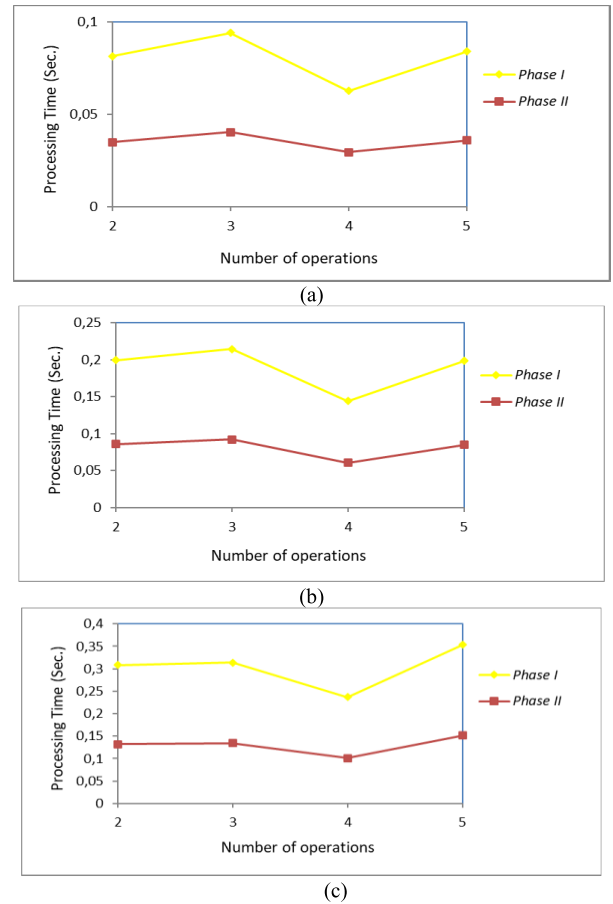 0,1
0,05
0
2 3 4 5
Processing Time (Sec.)
Number of operations
Phase I
Phase II
(a)
0,25
0,2
0,15
0,1
0,05
0
2 3 4 5
Processing Time (Sec.)
Number of operations
Phase I
Phase II
(b)
0,4
0,35
0,3
0,25
0,2
0,15
0,1
0,05
0
2 3 4 5
Processing Time (Sec.)
Number of operations
Phase I
Phase II
(c)